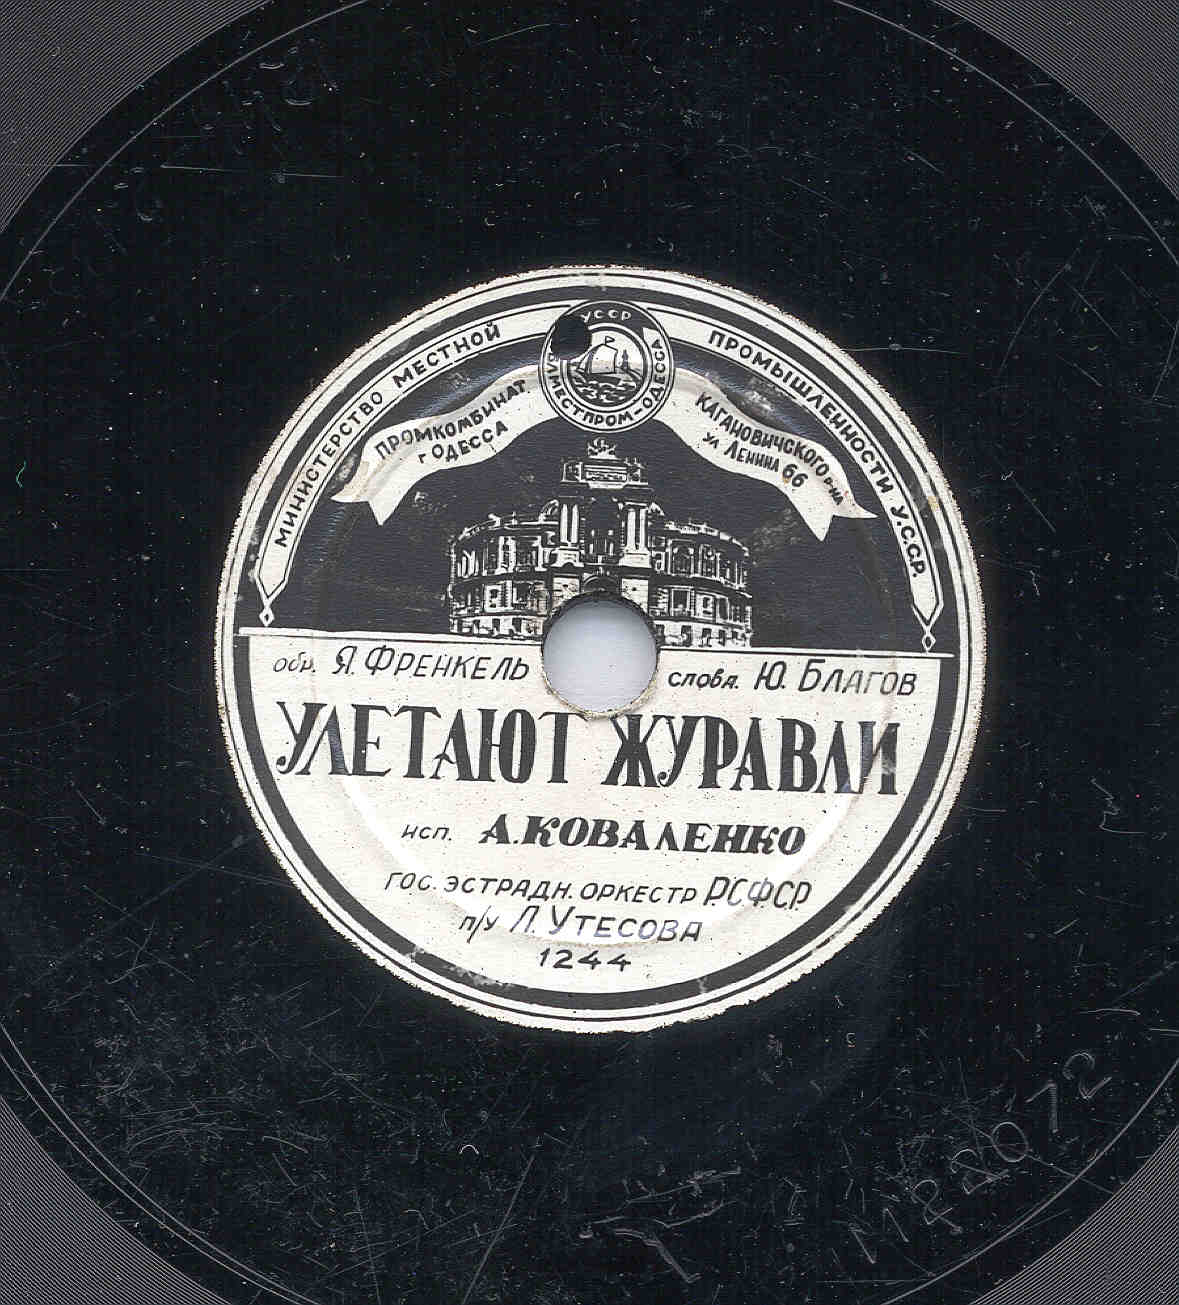 МИНИСТЕРСТВО МЕСТНОЙ
ПРОМЫШЛЕННОСТИ У.С.С.Р.
УССР
ОБЛМЕСТПРОМ-ОДЕССА
ПРОМКОМБИНАТ
г ОДЕССА
КАГАНОВИЧСКОГО р-на
ул Ленина 66
обр. Я. ФРЕНКЕЛЬ слова. Ю. БЛАГОВ
УЛЕТАЮТ ЖУРАВЛИ
исп. А.КОВАЛЕНКО
ГОС. ЭСТРАДН. ОРКЕСТР Р.С.Ф.С.Р.
п/у Л. УТЕСОВА
1244